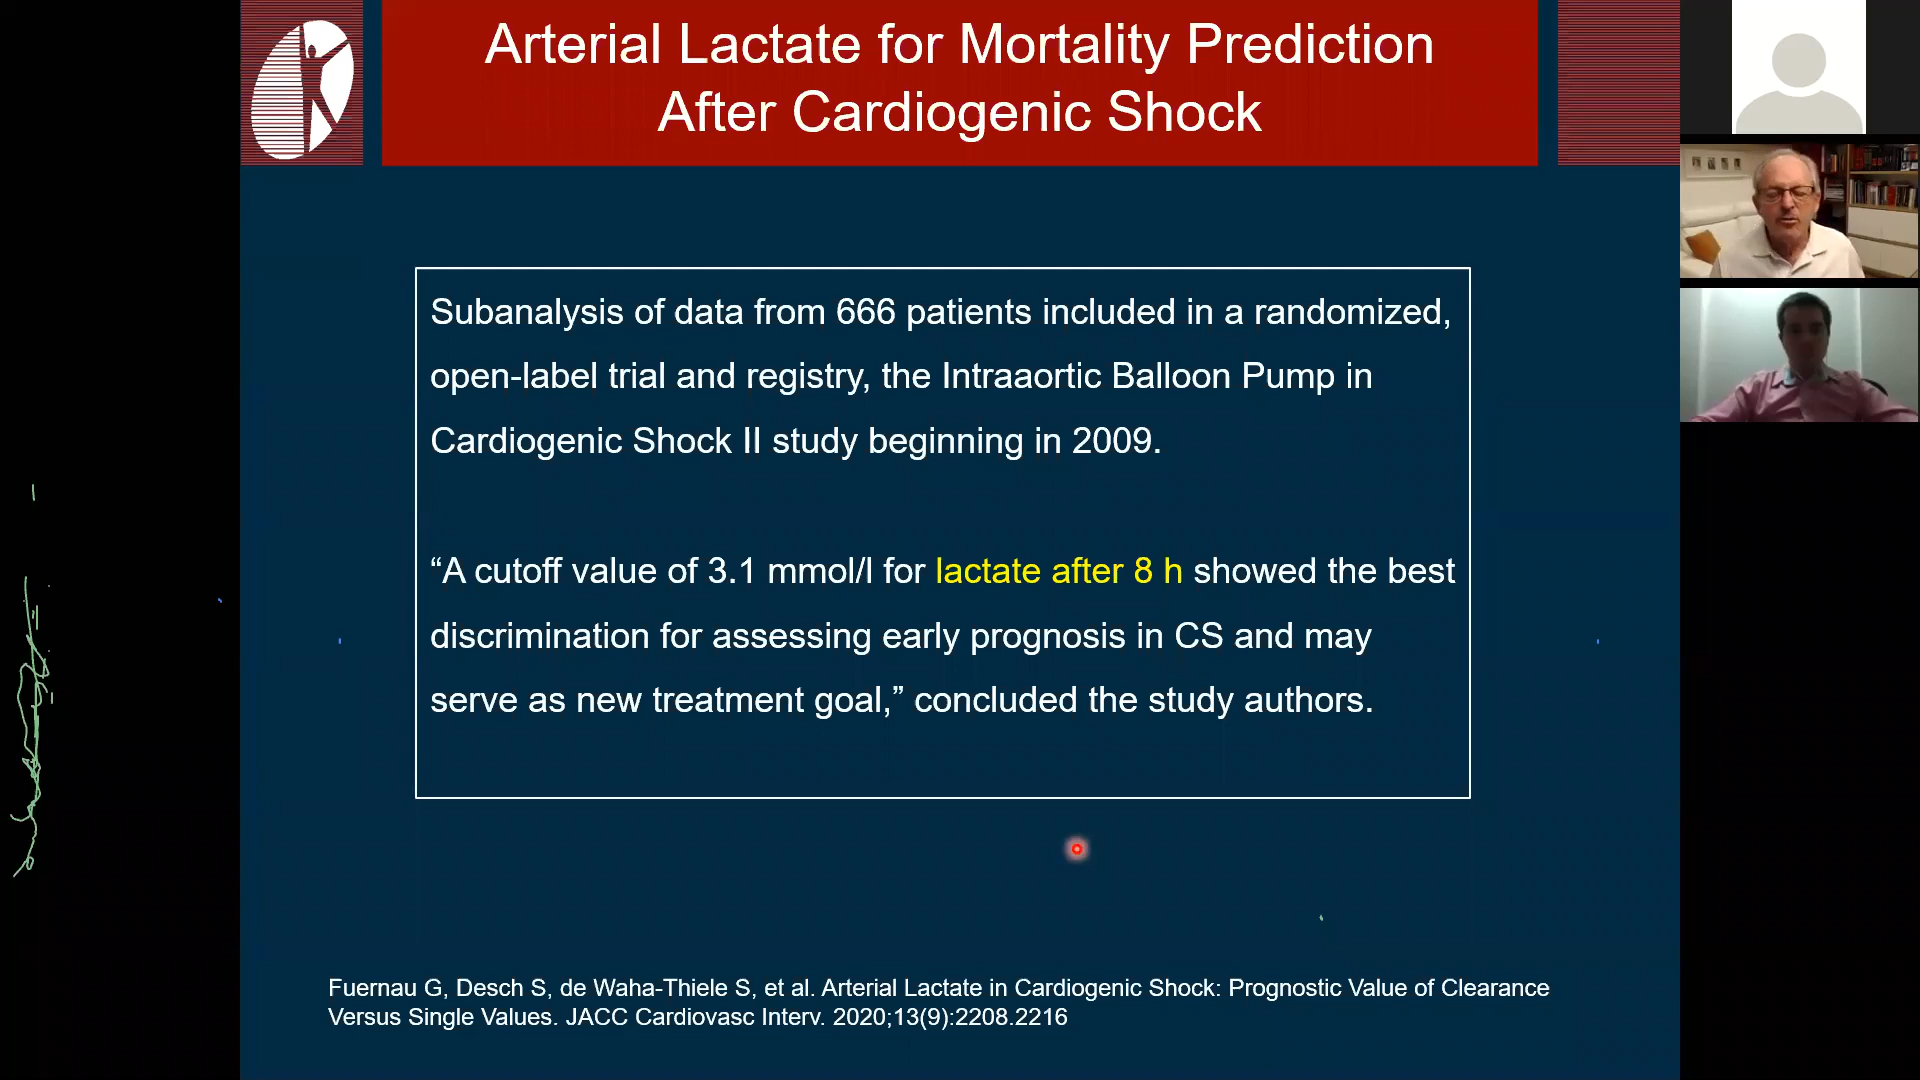 Arterial Lactate for Mortality Prediction
After Cardiogenic Shock
Subanalysis of data from 666 patients included in a randomized,
open-label trial and registry, the Intraaortic Balloon Pump in
Cardiogenic Shock II study beginning in 2009.
“A cutoff value of 3.1 mmol/l for lactate after 8 h showed the best
discrimination for assessing early prognosis in CS and may
serve as new treatment goal,” concluded the study authors.
Fuernau G, Desch S, de Waha-Thiele S, et al. Arterial Lactate in Cardiogenic Shock: Prognostic Value of Clearance
Versus Single Values. JACC Cardiovasc Interv. 2020;13(9):2208.2216